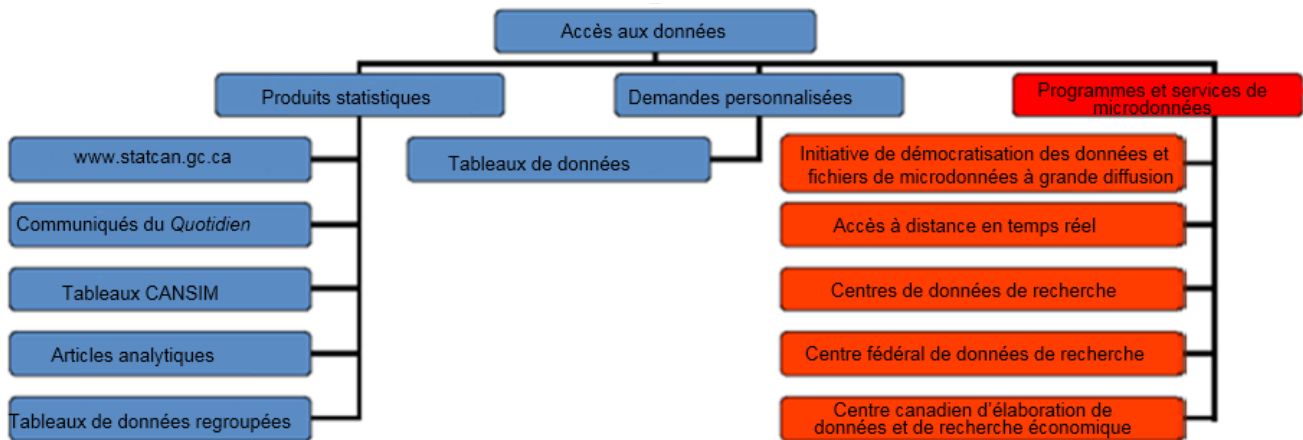 Accès aux données
Produits statistiques
Demandes personnalisées
Programmes et services de
microdonnées
www.statcan.gc.ca
Communiqués du Quotidien
Tableaux CANSIM
Articles analytiques
Tableaux de données regroupées
Tableaux de données
Initiative de démocratisation des données et
fichiers de microdonnées à grande diffusion
Accès à distance en temps réel
Centres de données de recherche
Centre fédéral de données de recherche
Centre canadien d'élaboration de
données et de recherche économique